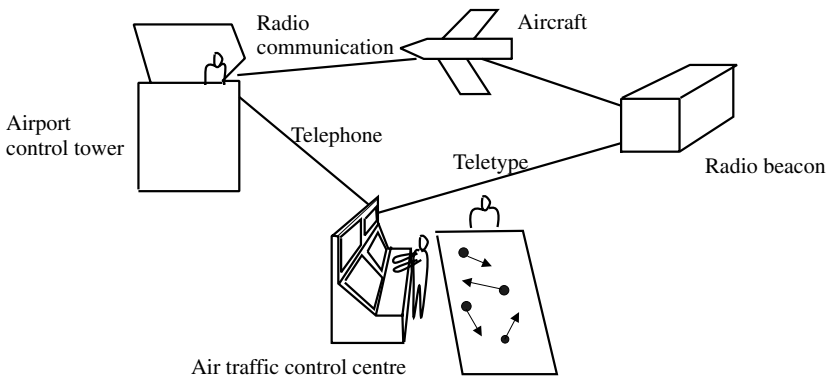 Radio
communication
Aircraft
Airport
control tower
Telephone
Teletype
Radio beacon
Air traffic control centre